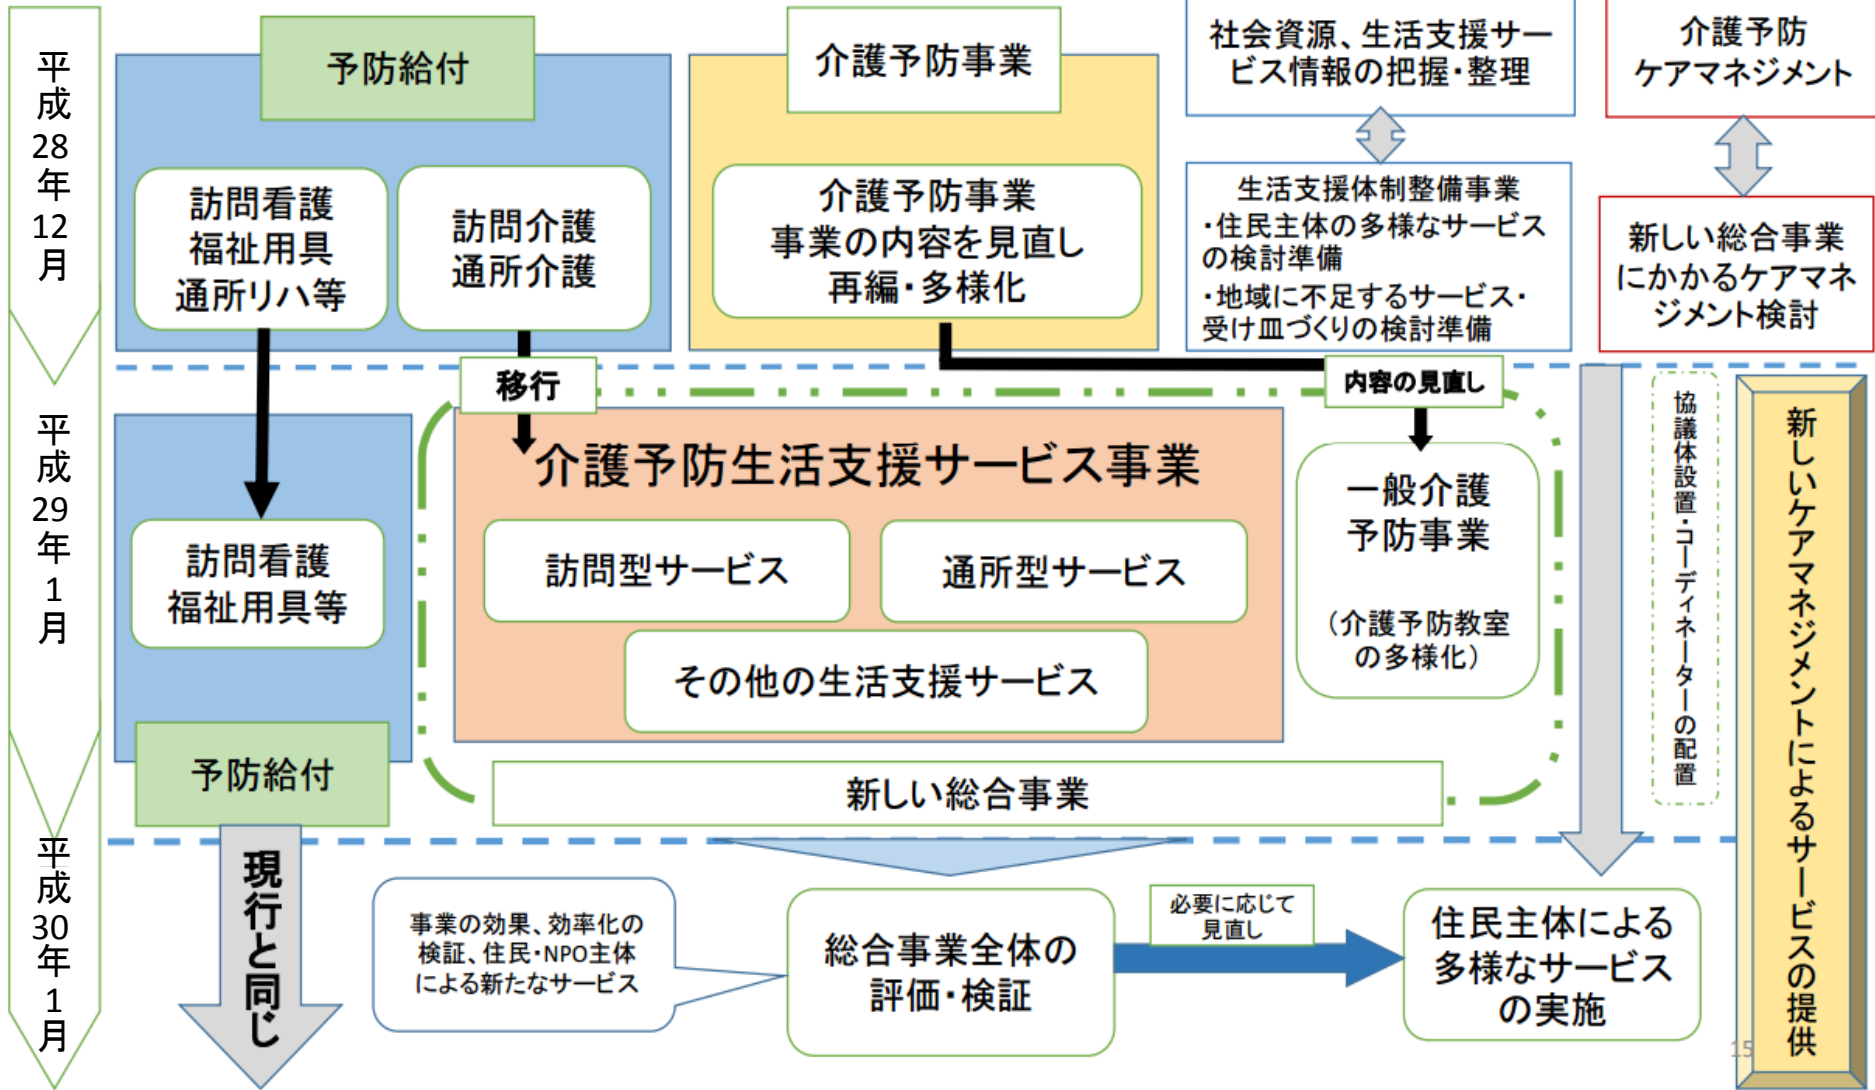 平成28年12月
予防給付
訪問看護
福祉用具
通所リハ等
訪問介護
通所介護
介護予防事業
介護予防事業
事業の内容を見直し
再編・多様化
社会資源、生活支援サー
ビス情報の把握・整理
生活支援体制整備事業
・住民主体の多様なサービス
の検討準備
・地域に不足するサービス・
受け皿づくりの検討準備
介護予防
ケアマネジメント
新しい総合事業
にかかるケアマネ
ジメント検討
平成29年1月
移行
内容の見直し
訪問看護
福祉用具等
予防給付
介護予防生活支援サービス事業
訪問型サービス
通所型サービス
その他の生活支援サービス
一般介護
予防事業
（介護予防教室
の多様化）
新しい総合事業
協議体設置・コーディネーターの配置
新しいケアマネジメントによるサービスの提供
平成30年1月
現行と同じ
事業の効果、効率化の
検証、住民・NPO主体
による新たなサービス
総合事業全体の
評価・検証
必要に応じて
見直し
住民主体による
多様なサービス
の実施
15